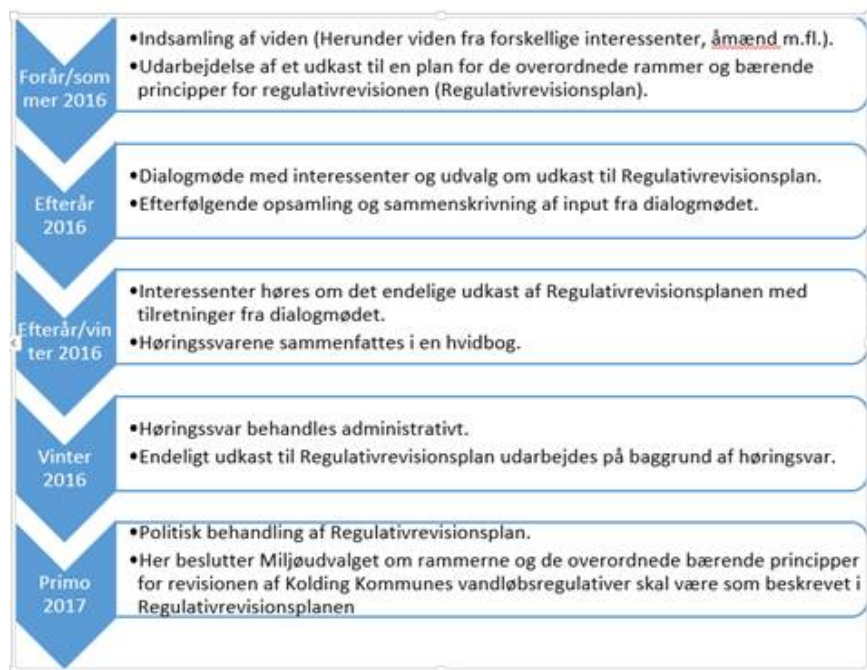 Forår/som
mer 2016
•Indsamling af viden (Herunder viden fra forskellige interessenter, åmænd m.fl.).
•Udarbejdelse af et udkast til en plan for de overordnede rammer og bærende
principper for regulativrevisionen (Regulativrevisionsplan).
Efterår
2016
•Dialogmøde med interessenter og udvalg om udkast til Regulativrevisionsplan.
•Efterfølgende opsamling og sammenskrivning af input fra dialogmødet.
Efterår/vin
ter 2016
•Interessenter høres om det endelige udkast af Regulativrevisionsplanen med
tilretninger fra dialogmødet.
•Høringssvarene sammenfattes i en hvidbog.
Vinter
2016
•Høringssvar behandles administrativt.
•Endeligt udkast til Regulativrevisionsplan udarbejdes på baggrund af høringsvar.
Primo
2017
•Politisk behandling af Regulativrevisionsplan.
•Her beslutter Miljøudvalget om rammerne og de overordnede bærende principper
for revisionen af Kolding Kommunes vandløbsregulativer skal være som beskrevet i
Regulativrevisionsplanen